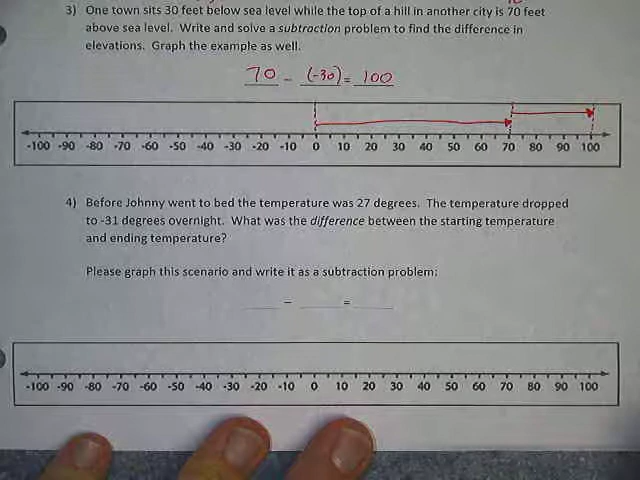 3) One town sits 30 feet below sea level while the top of a hill in another city is 70 feet
above sea level. Write and solve a subtraction problem to find the difference in
elevations. Graph the example as well.
70 - (-30) = 100
-100 -90 -80 -70 -60 -50 -40 -30 -20 -10 0 10 20 30 40 50 60 70 80 90 100
4) Before Johnny went to bed the temperature was 27 degrees. The temperature dropped
to -31 degrees overnight. What was the difference between the starting temperature
and ending temperature?
Please graph this scenario and write it as a subtraction problem:
____ - ____ = ____
-100 -90 -80 -70 -60 -50 -40 -30 -20 -10 0 10 20 30 40 50 60 70 80 90 100